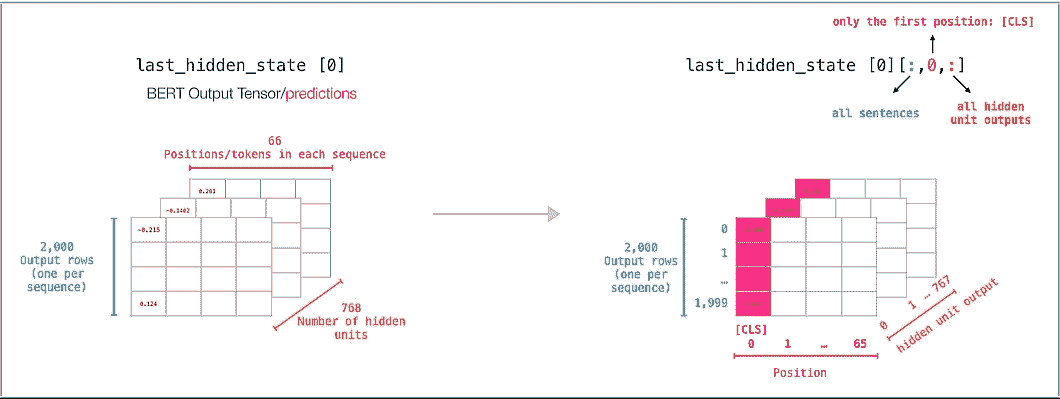 only the first position: [CLS]
last_hidden_state [0]
last_hidden_state [0][:,0,:]
BERT Output Tensor/predictions
all sentences
all hidden
unit outputs
66
Positions/tokens in each sequence
0.201
-0.3402
-0.215
0.124
2,000
Output rows
(one per
sequence)
768
Number of hidden
units
2,000
Output rows
(one per
sequence)
0
1
…
1,999
[CLS]
0 1 … 65
Position
0 1 … 767
hidden unit output